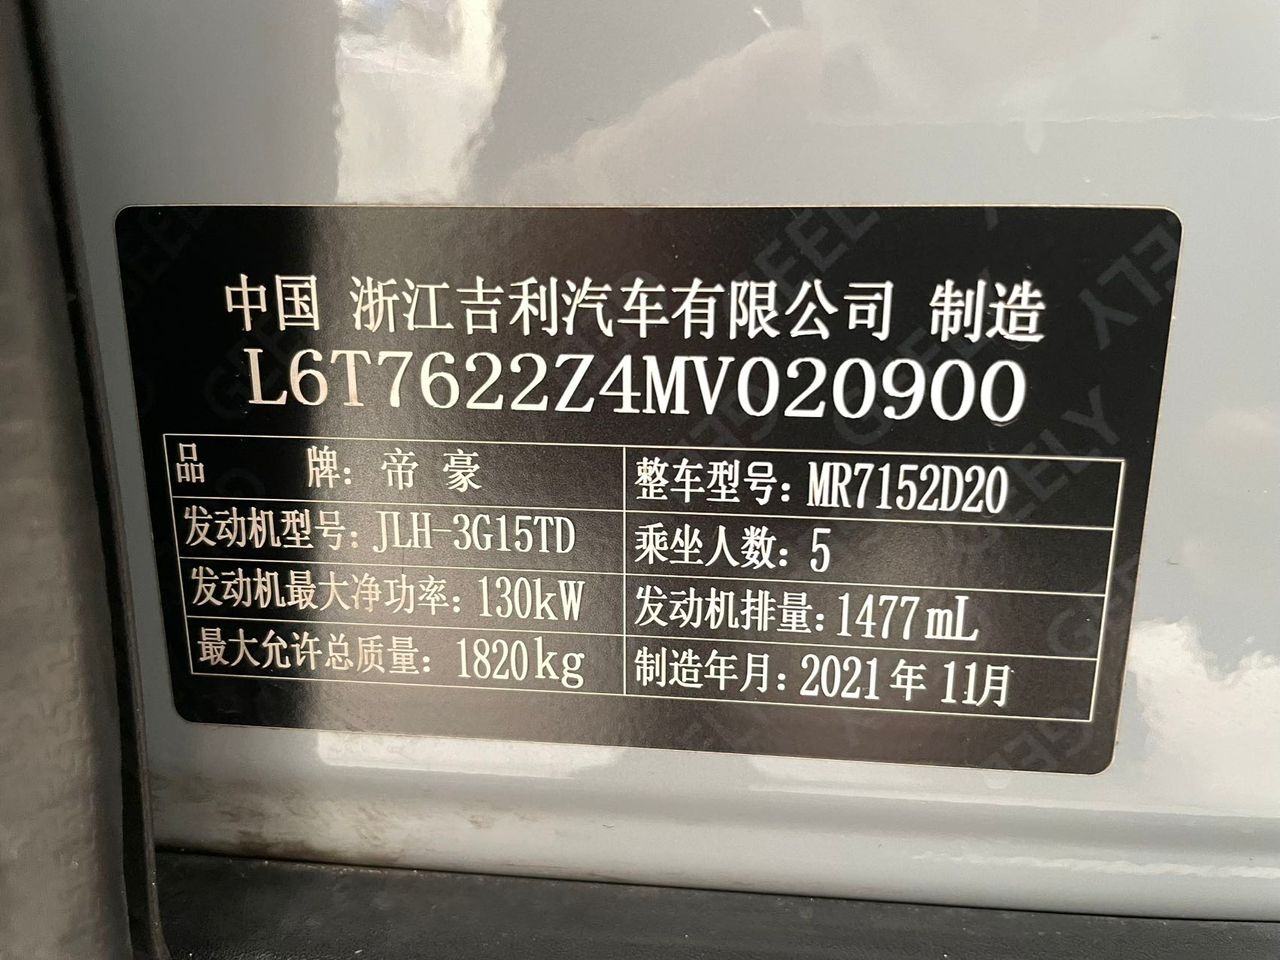 中国 浙江吉利汽车有限公司 制造
L6T7622Z4MV020900
品 牌: 帝 豪
整车型号: MR7152D20
发动机型号: JLH-3G15TD
乘坐人数: 5
发动机最大净功率: 130kW
发动机排量: 1477mL
最大允许总质量: 1820kg
制造年月: 2021年11月